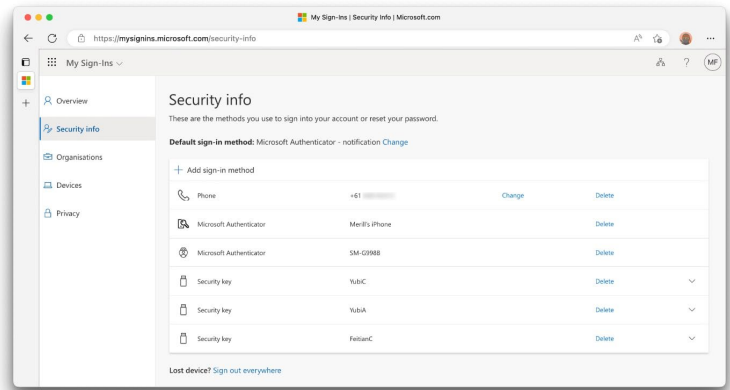 My Sign-Ins | Security Info | Microsoft.com
https://mysignins.microsoft.com/security-info
My Sign-Ins
? MF
Overview
Security info
Organisations
Devices
Privacy
Security info
These are the methods you use to sign into your account or reset your password.
Default sign-in method: Microsoft Authenticator - notification Change
+ Add sign-in method
Phone +61 Change Delete
Microsoft Authenticator Merill's iPhone Delete
Microsoft Authenticator SM-G9988 Delete
Security key YubiC Delete
Security key YubiA Delete
Security key FeitianC Delete
Lost device? Sign out everywhere